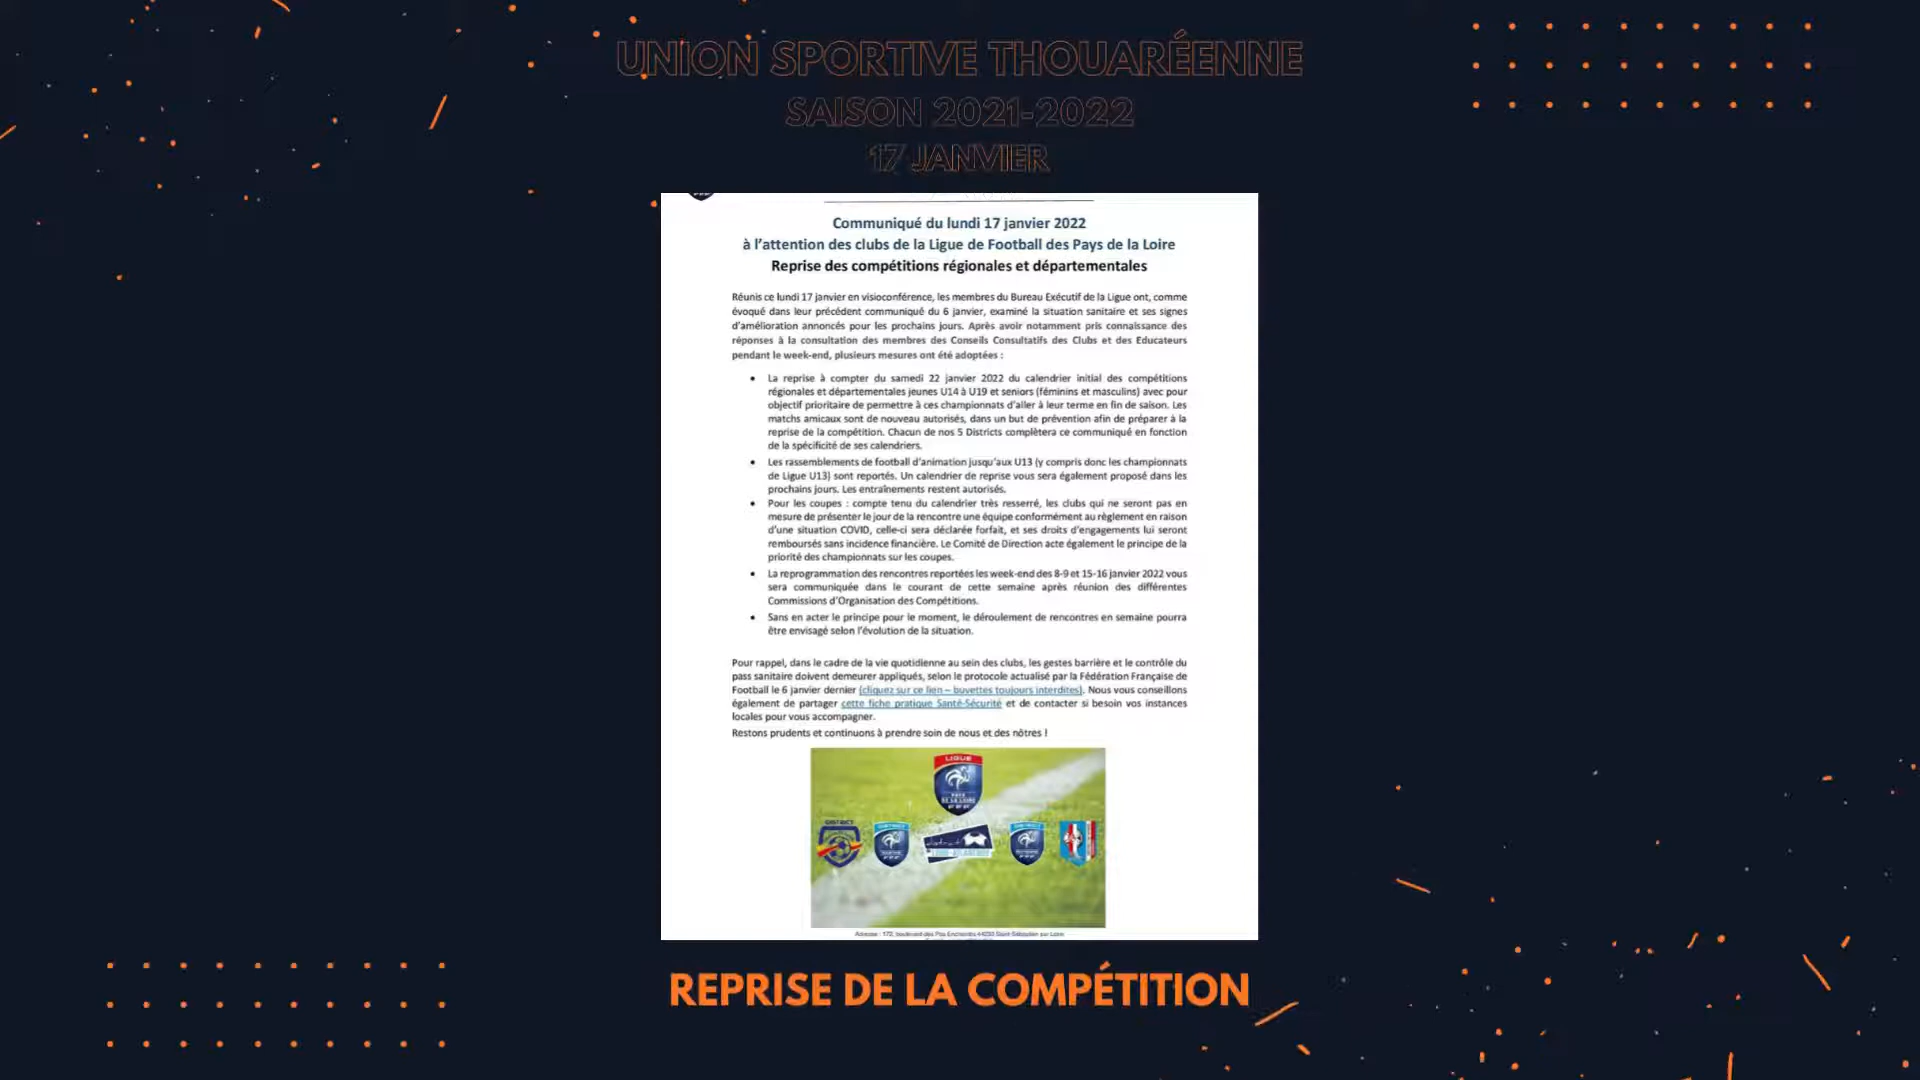 UNION SPORTIVE THOUARÉENNE
SAISON 2021-2022
17 JANVIER
Communiqué du lundi 17 janvier 2022
à l'attention des clubs de la Ligue de Football des Pays de la Loire
Reprise des compétitions régionales et départementales
Réunis ce lundi 17 janvier en visioconférence, les membres du Bureau Exécutif de la Ligue ont, comme
évoqué dans leur précédent communiqué du 6 janvier, examiné la situation sanitaire et ses signes
d'amélioration annoncés pour les prochains jours. Après avoir notamment pris connaissance des
réponses à la consultation des membres des Conseils Consultatifs des Clubs et des Educateurs
pendant le week-end, plusieurs mesures ont été adoptées :
• La reprise à compter du samedi 22 janvier 2022 du calendrier initial des compétitions
régionales et départementales jeunes U14 à U19 et seniors (féminins et masculins) avec pour
objectif prioritaire de permettre à ces championnats d'aller à leur terme en fin de saison. Les
matchs amicaux sont de nouveau autorisés, dans un but de prévention afin de préparer à la
reprise de la compétition. Chacun de nos 5 Districts complètera ce communiqué en fonction
de la spécificité de ses calendriers.
• Les rassemblements de football d'animation jusqu'aux U13 (y compris donc les championnats
de Ligue U13) sont reportés. Un calendrier de reprise vous sera également proposé dans les
prochains jours. Les entraînements restent autorisés.
• Pour les coupes : compte tenu du calendrier très resserré, les clubs qui ne seront pas en
mesure de présenter le jour de la rencontre une équipe conformément au règlement en raison
d'une situation COVID, celle-ci sera déclarée forfait, et ses droits d'engagements lui seront
remboursés sans incidence financière. Le Comité de Direction acte également le principe de la
priorité des championnats sur les coupes.
• La reprogrammation des rencontres reportées les week-end des 8-9 et 15-16 janvier 2022 vous
sera communiquée dans le courant de cette semaine après réunion des différentes
Commissions d'Organisation des Compétitions.
• Sans en acter le principe pour le moment, le déroulement de rencontres en semaine pourra
être envisagé selon l'évolution de la situation.
Pour rappel, dans le cadre de la vie quotidienne au sein des clubs, les gestes barrière et le contrôle du
pass sanitaire doivent demeurer appliqués, selon le protocole actualisé par la Fédération Française de
Football le 6 janvier dernier (cliquez sur ce lien – buvettes toujours interdites). Nous vous conseillons
également de partager cette fiche pratique Santé-Sécurité et de contacter si besoin vos instances
locales pour vous accompagner.
Restons prudents et continuons à prendre soin de nous et des nôtres !
LIGUE
PAYS
DE LA LOIRE
FFF
DISTRICT
DISTRICT
DISTRICT
Adresse : 172, boulevard des Pas Enchantés 44230 Saint-Sébastien sur Loire
REPRISE DE LA COMPÉTITION